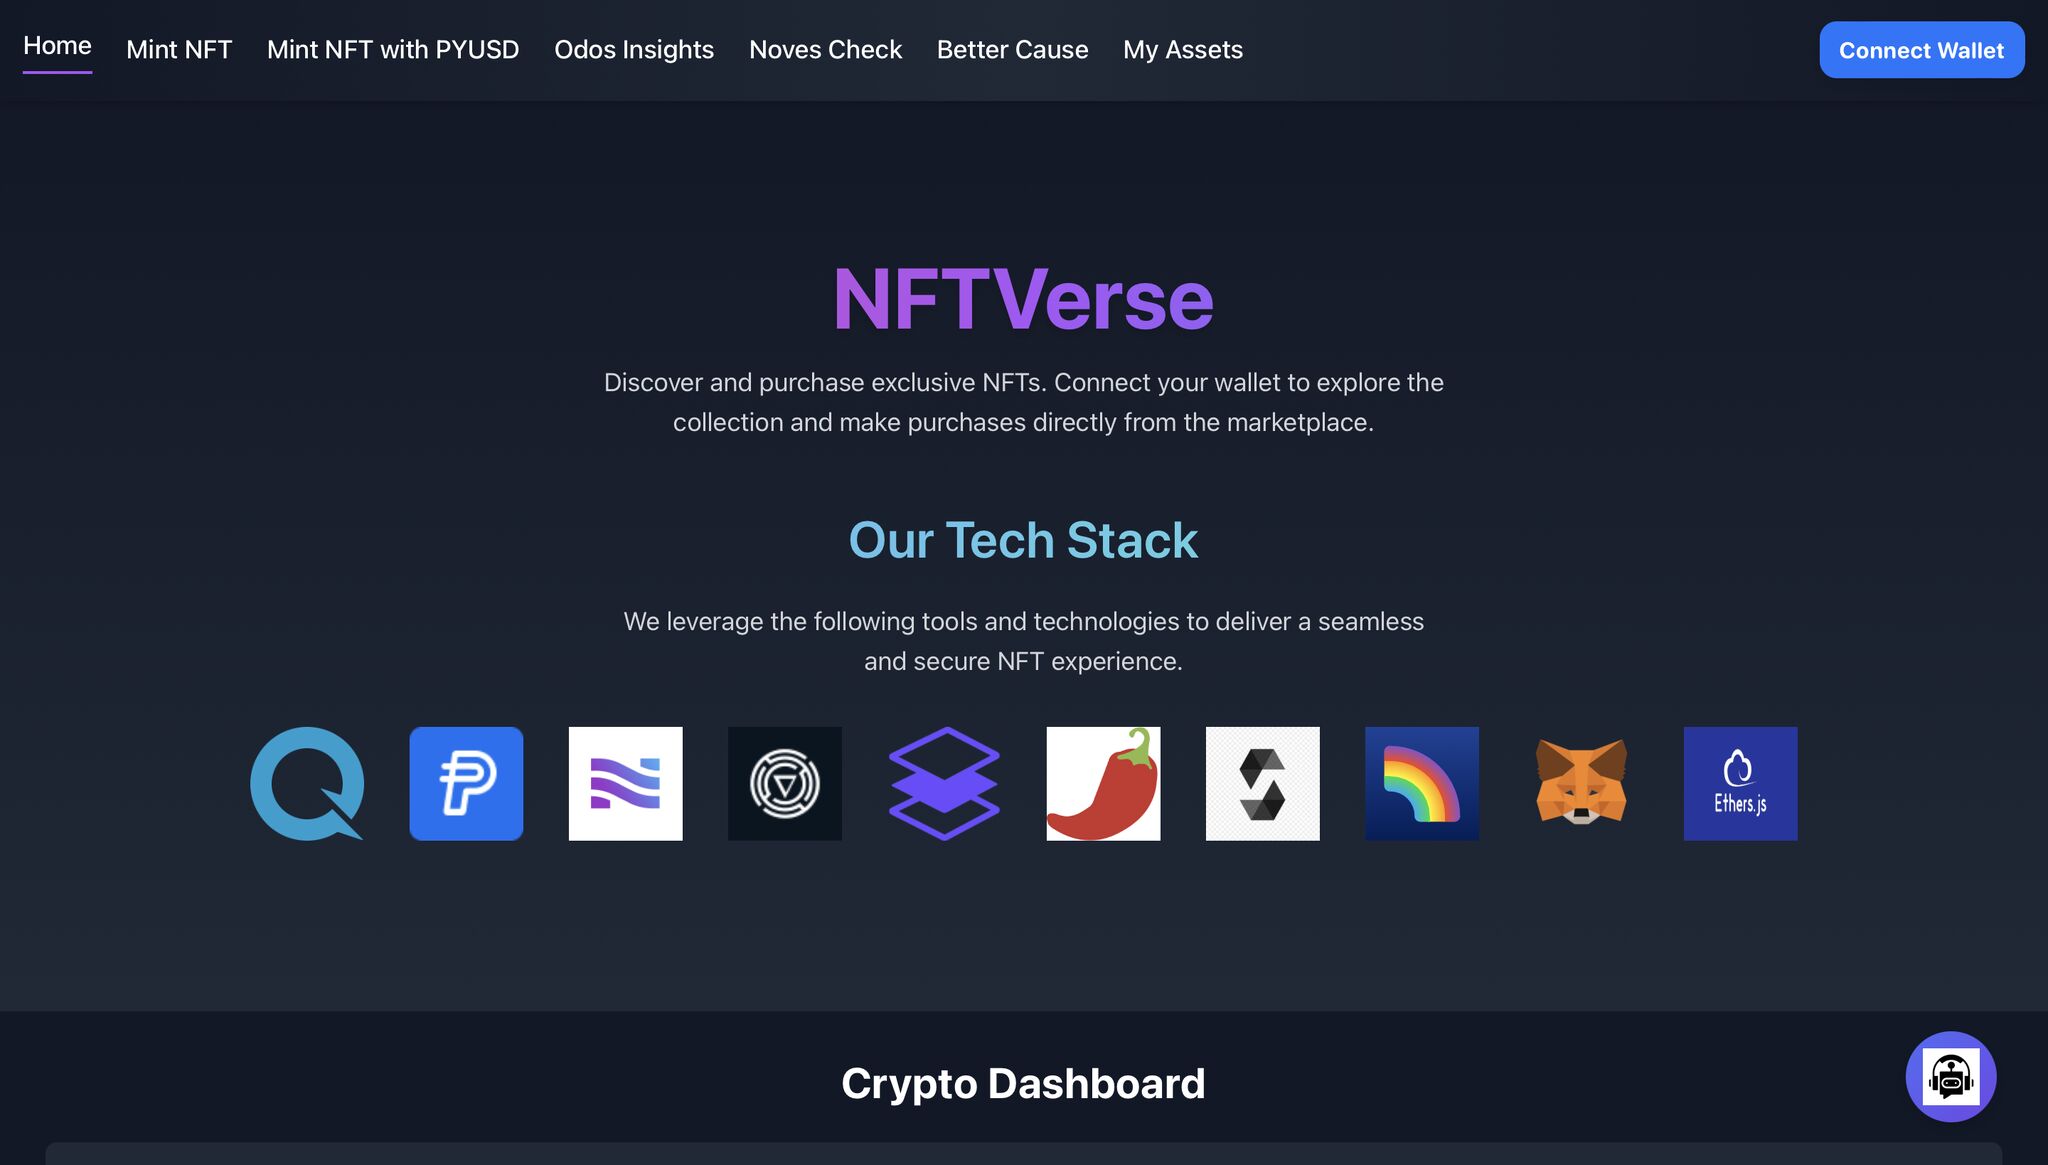 Home
Mint NFT
Mint NFT with PYUSD
Odos Insights
Noves Check
Better Cause
My Assets
Connect Wallet
NFTVerse
Discover and purchase exclusive NFTs. Connect your wallet to explore the
collection and make purchases directly from the marketplace.
Our Tech Stack
We leverage the following tools and technologies to deliver a seamless
and secure NFT experience.
Ethers.js
Crypto Dashboard